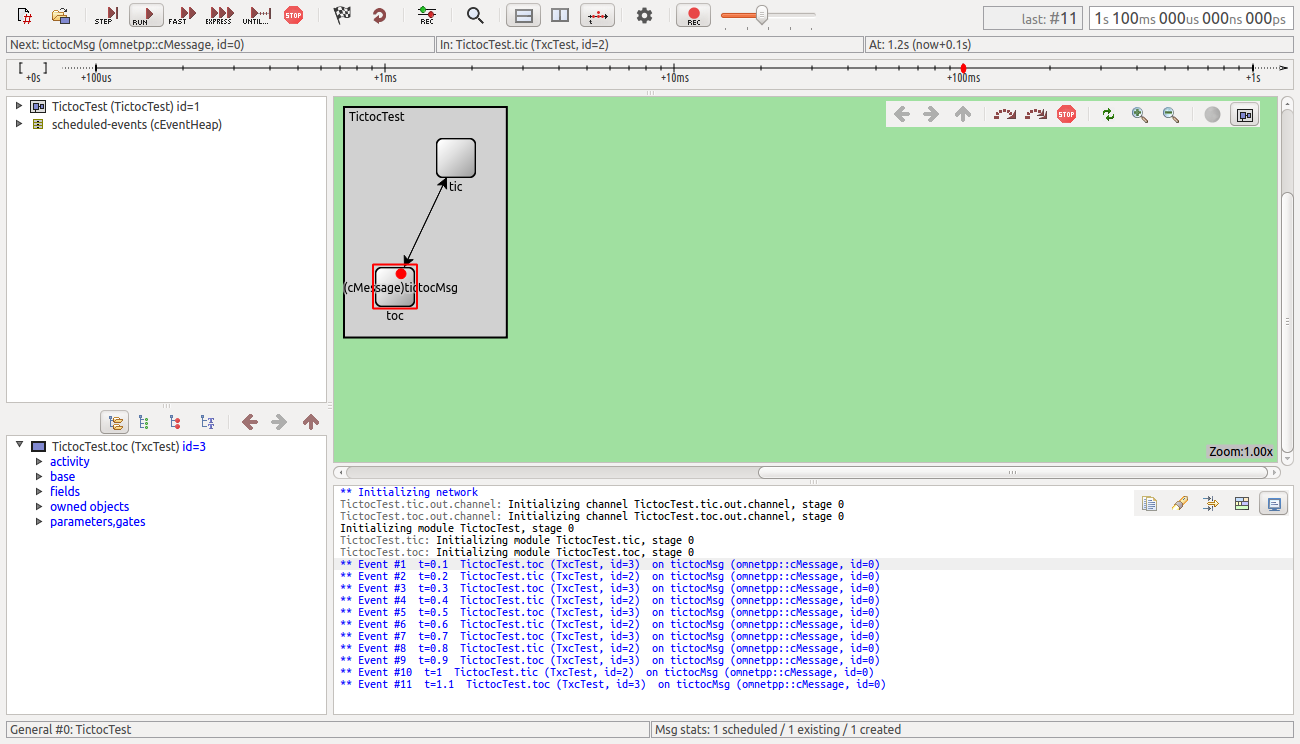 STEP RUN FAST EXPRESS UNTIL... STOP REC REC last: #11 1s 100ms 000us 000ns 000ps
Next: tictocMsg (omnetpp::cMessage, id=0) In: TictocTest.tic (TxcTest, id=2) At: 1.2s (now+0.1s)
[ ]
+0s +100us +1ms +10ms +100ms +1s
TictocTest (TictocTest) id=1
scheduled-events (cEventHeap)
TictocTest
STOP
tic
(cMessage)tictocMsg
toc
Zoom:1.00x
TictocTest.toc (TxcTest) id=3
activity
base
fields
owned objects
parameters,gates
** Initializing network
TictocTest.tic.out.channel: Initializing channel TictocTest.tic.out.channel, stage 0
TictocTest.toc.out.channel: Initializing channel TictocTest.toc.out.channel, stage 0
Initializing module TictocTest, stage 0
TictocTest.tic: Initializing module TictocTest.tic, stage 0
TictocTest.toc: Initializing module TictocTest.toc, stage 0
** Event #1  t=0.1  TictocTest.toc (TxcTest, id=3)  on tictocMsg (omnetpp::cMessage, id=0)
** Event #2  t=0.2  TictocTest.tic (TxcTest, id=2)  on tictocMsg (omnetpp::cMessage, id=0)
** Event #3  t=0.3  TictocTest.toc (TxcTest, id=3)  on tictocMsg (omnetpp::cMessage, id=0)
** Event #4  t=0.4  TictocTest.tic (TxcTest, id=2)  on tictocMsg (omnetpp::cMessage, id=0)
** Event #5  t=0.5  TictocTest.toc (TxcTest, id=3)  on tictocMsg (omnetpp::cMessage, id=0)
** Event #6  t=0.6  TictocTest.tic (TxcTest, id=2)  on tictocMsg (omnetpp::cMessage, id=0)
** Event #7  t=0.7  TictocTest.toc (TxcTest, id=3)  on tictocMsg (omnetpp::cMessage, id=0)
** Event #8  t=0.8  TictocTest.tic (TxcTest, id=2)  on tictocMsg (omnetpp::cMessage, id=0)
** Event #9  t=0.9  TictocTest.toc (TxcTest, id=3)  on tictocMsg (omnetpp::cMessage, id=0)
** Event #10  t=1  TictocTest.tic (TxcTest, id=2)  on tictocMsg (omnetpp::cMessage, id=0)
** Event #11  t=1.1  TictocTest.toc (TxcTest, id=3)  on tictocMsg (omnetpp::cMessage, id=0)
General #0: TictocTest Msg stats: 1 scheduled / 1 existing / 1 created